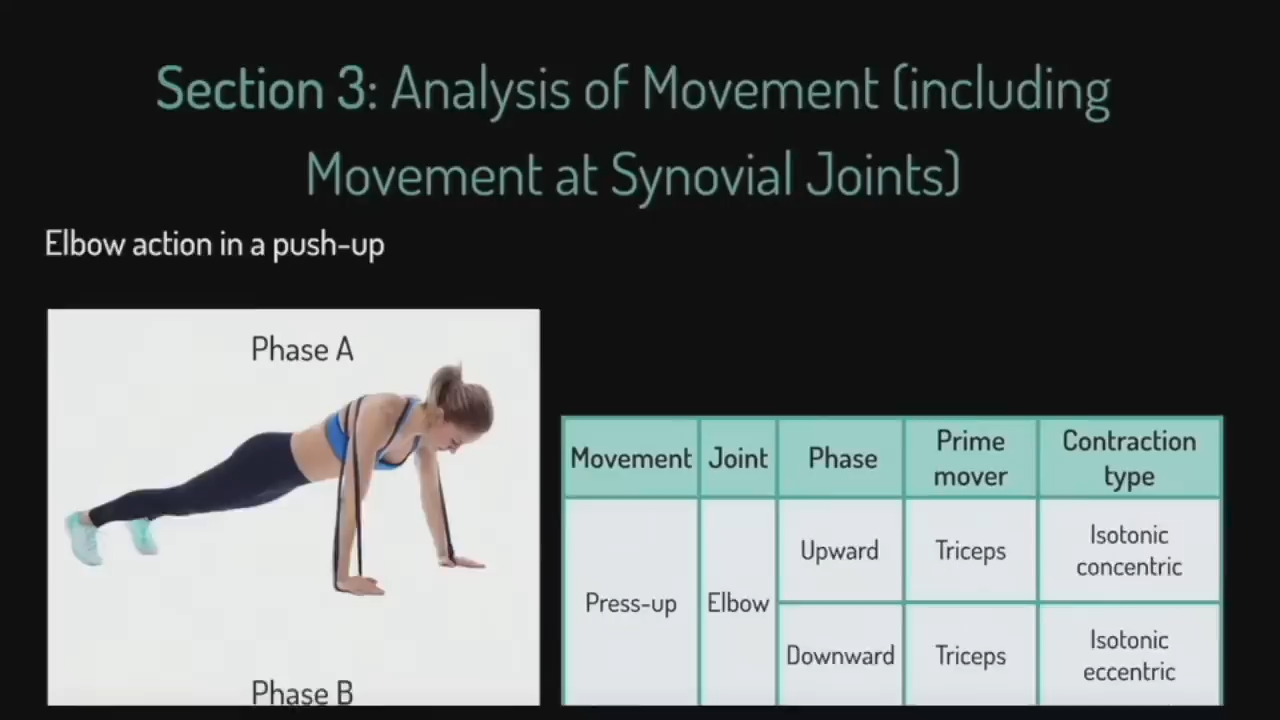 Section 3: Analysis of Movement (including
Movement at Synovial Joints)
Elbow action in a push-up
Phase A
Phase B
Movement Joint Phase Prime mover Contraction type
Press-up Elbow Upward Triceps Isotonic concentric
Downward Triceps Isotonic eccentric